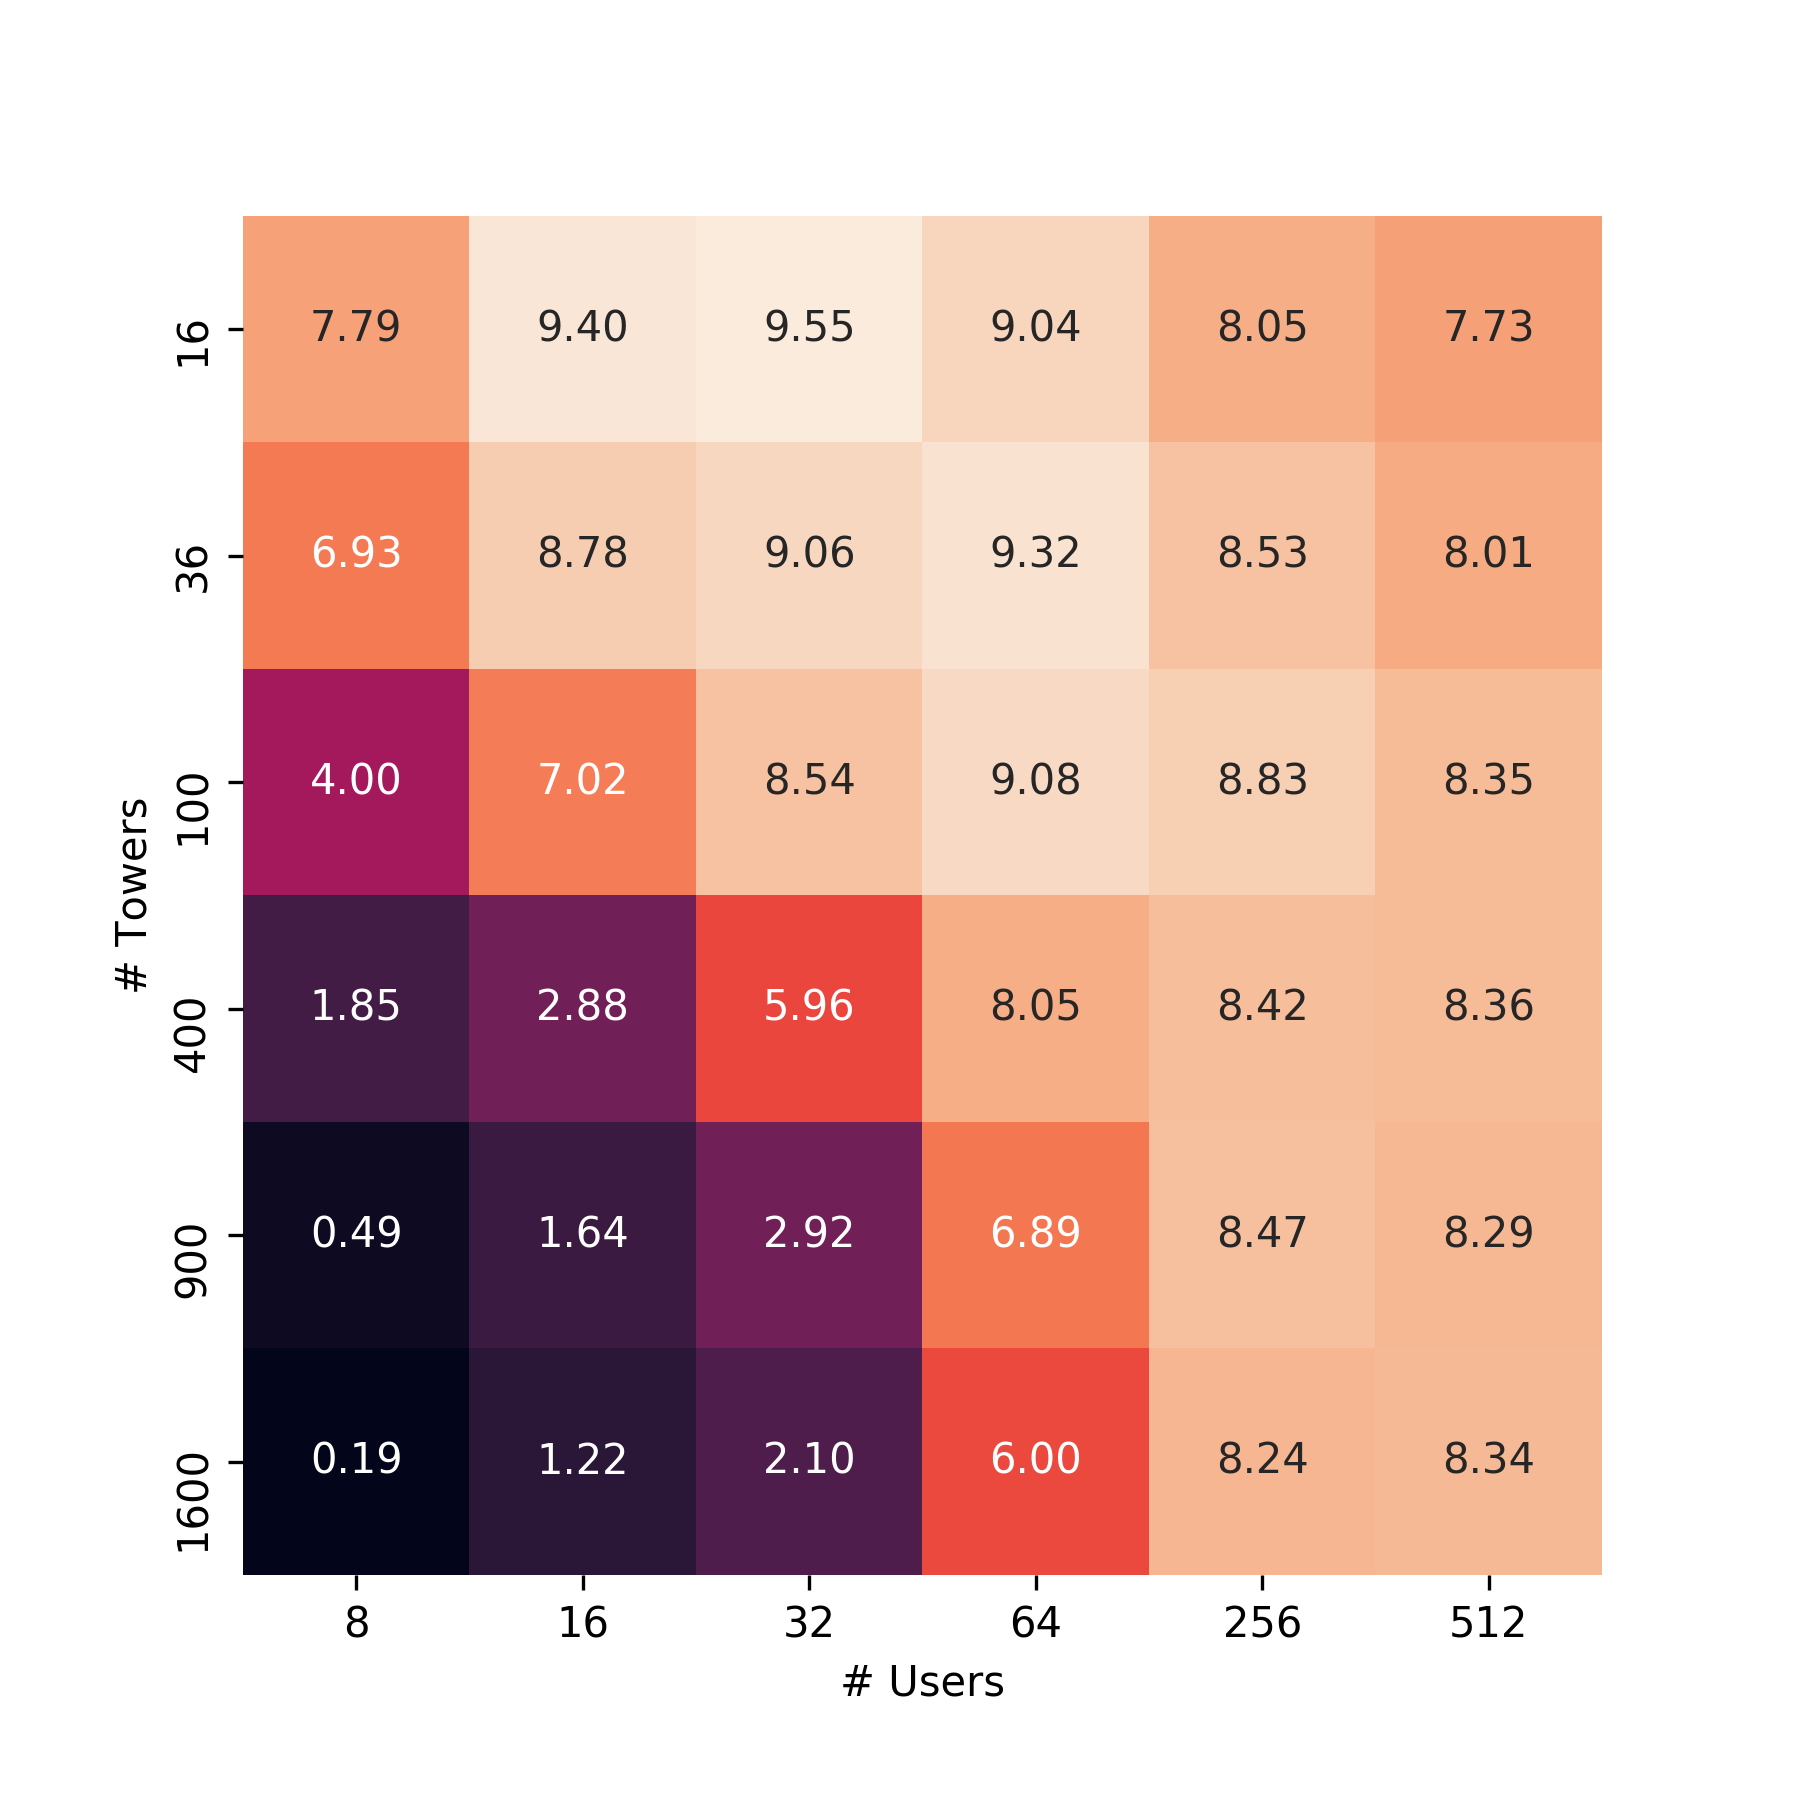 16 7.79 9.40 9.55 9.04 8.05 7.73
36 6.93 8.78 9.06 9.32 8.53 8.01
100 4.00 7.02 8.54 9.08 8.83 8.35
# Towers
400 1.85 2.88 5.96 8.05 8.42 8.36
900 0.49 1.64 2.92 6.89 8.47 8.29
1600 0.19 1.22 2.10 6.00 8.24 8.34
8 16 32 64 256 512
# Users